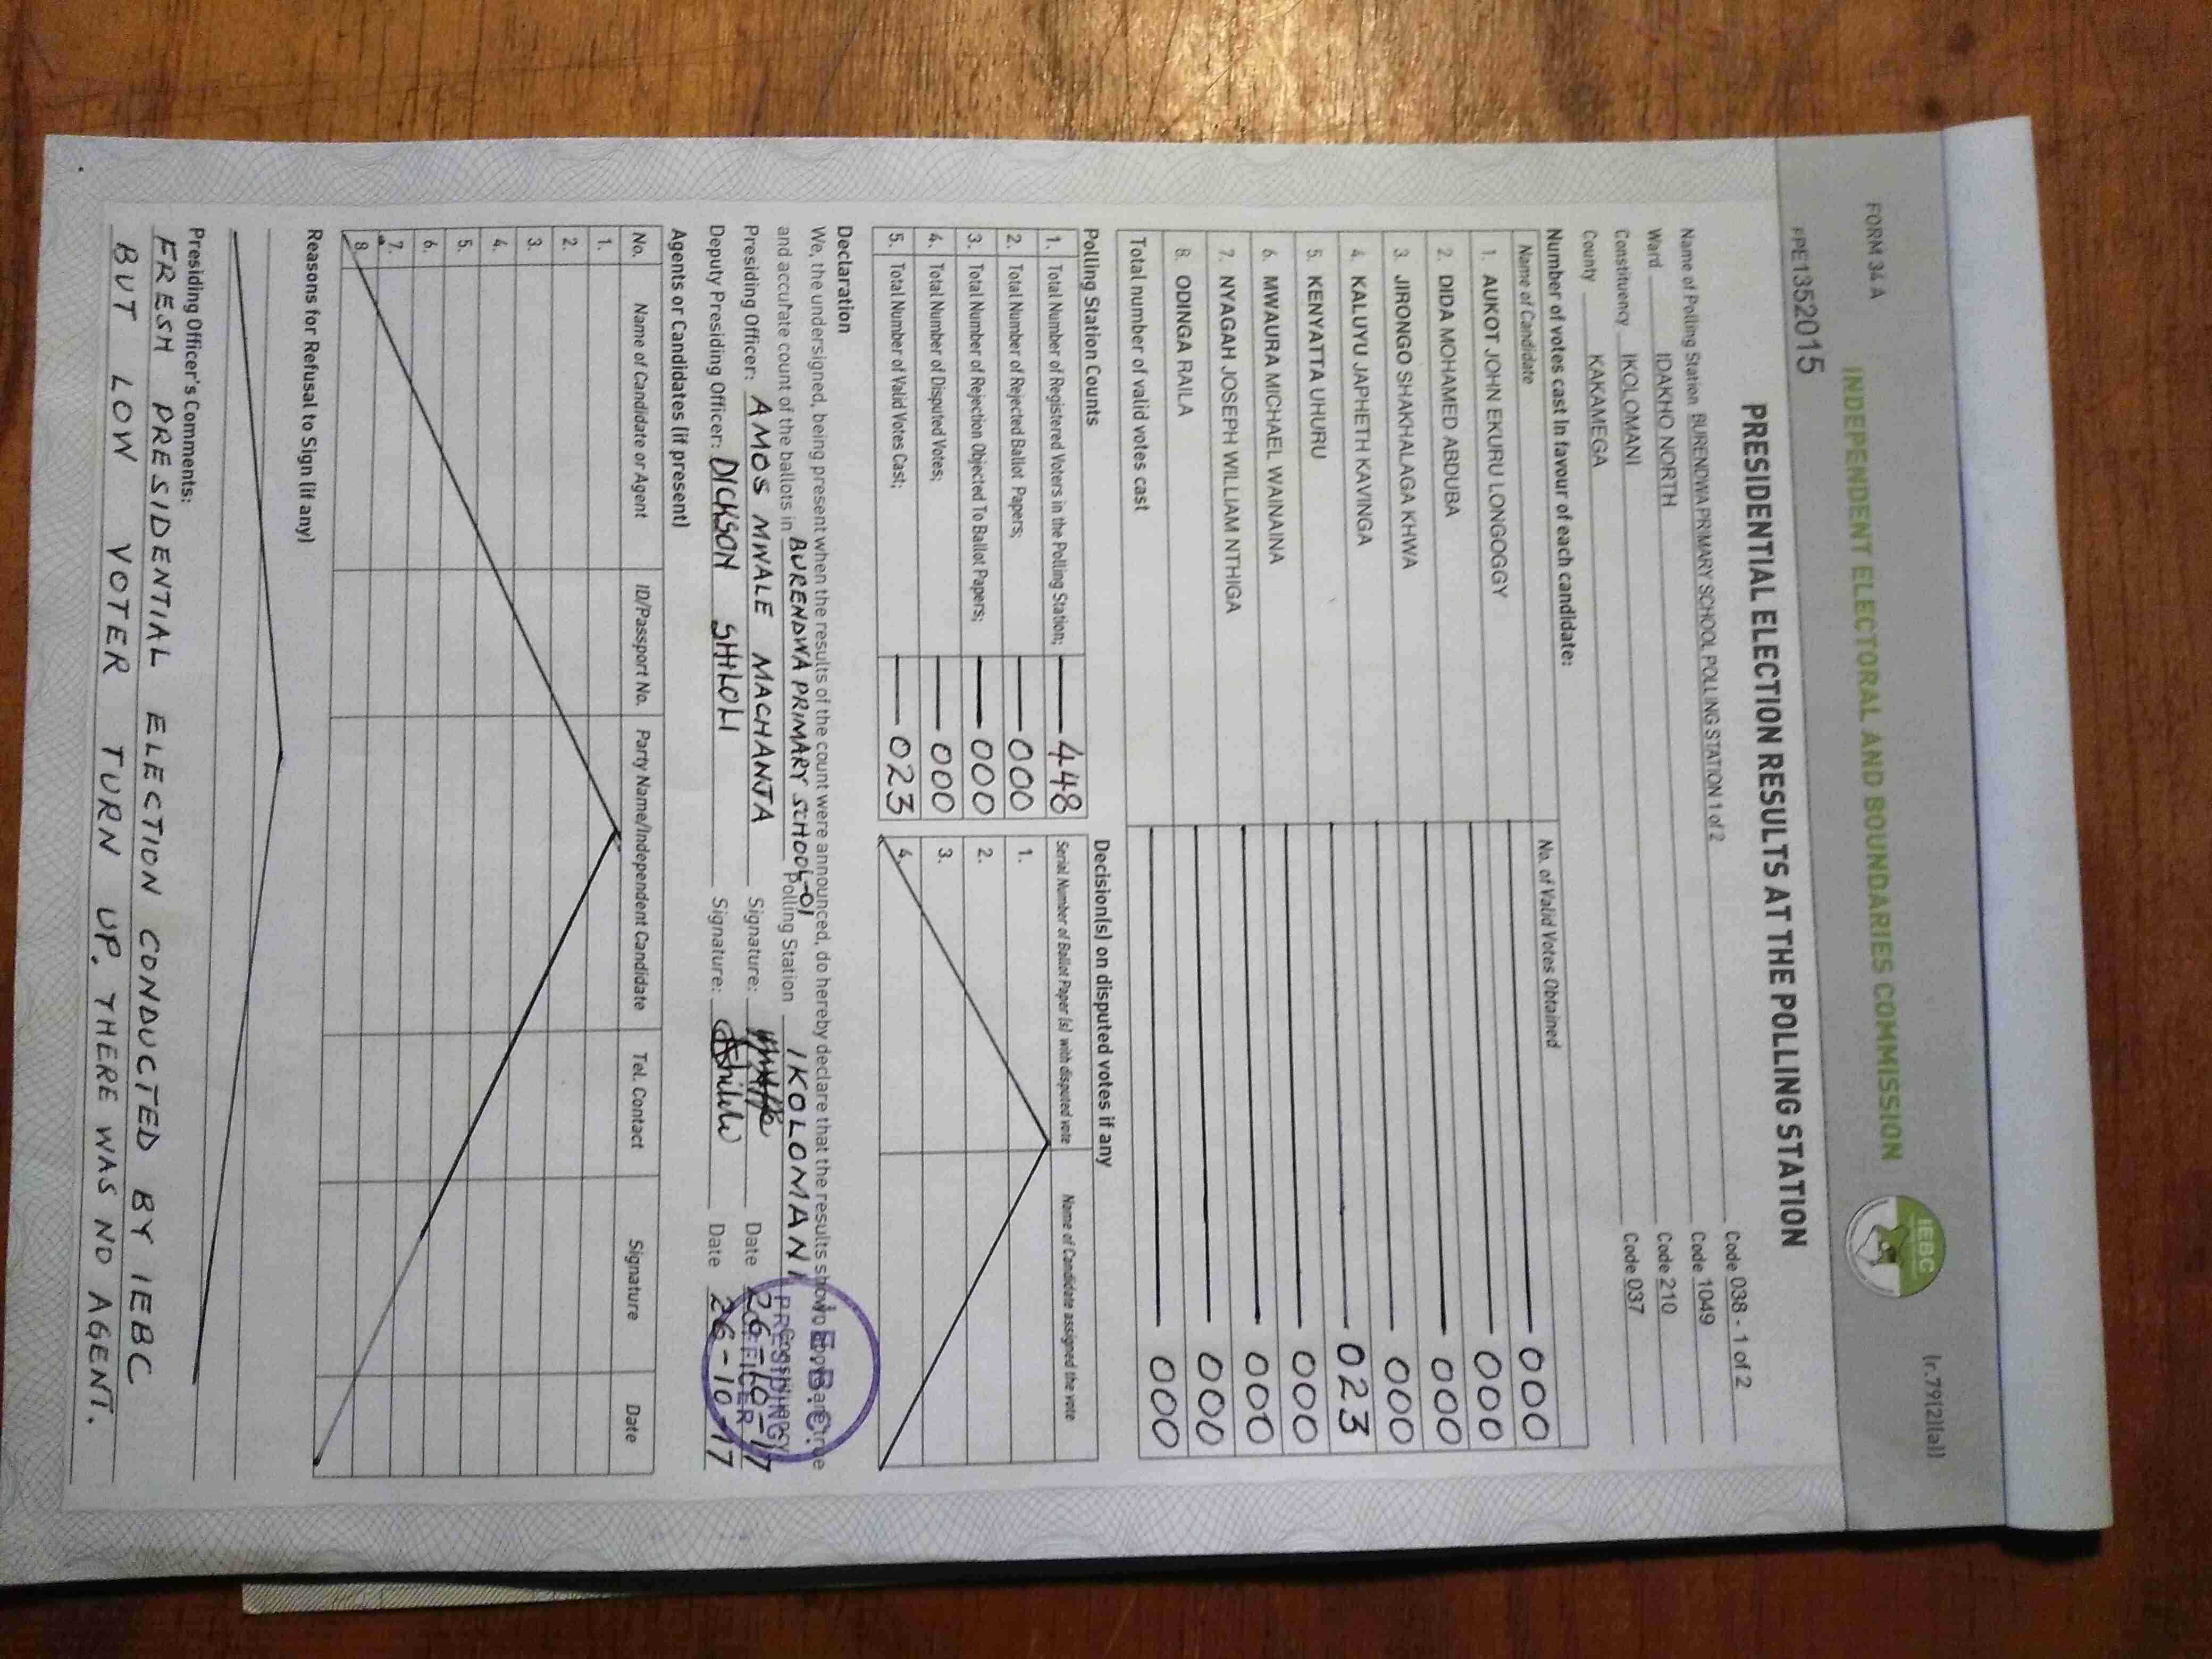 FORM 34 A
(r.79(2)(a))
INDEPENDENT ELECTORAL AND BOUNDARIES COMMISSION
IEBC
FPE1352015
PRESIDENTIAL ELECTION RESULTS AT THE POLLING STATION
Name of Polling Station BURENDWA PRIMARY SCHOOL POLLING STATION 1 of 2 Code 038 - 1 of 2
Ward IDAKHO NORTH Code 1049
Constituency IKOLOMANI Code 210
County KAKAMEGA Code 037
Number of votes cast in favour of each candidate:
Name of Candidate No. of Valid Votes Obtained
1. AUKOT JOHN EKURU LONGOGGY 000
2. DIDA MOHAMED ABDUBA 000
3. JIRONGO SHAKHALAGA KHWA 000
4. KALUYU JAPHETH KAVINGA 000
5. KENYATTA UHURU 023
6. MWAURA MICHAEL WAINAINA 000
7. NYAGAH JOSEPH WILLIAM NTHIGA 000
8. ODINGA RAILA 000
Total number of valid votes cast 000
Polling Station Counts
1. Total Number of Registered Voters in the Polling Station; 448
2. Total Number of Rejected Ballot Papers; 000
3. Total Number of Rejection Objected To Ballot Papers; 000
4. Total Number of Disputed Votes; 000
5. Total Number of Valid Votes Cast; 023
Decision(s) on disputed votes if any
Serial Number of Ballot Paper (s) with disputed vote Name of Candidate assigned the vote
1.
2.
3.
4.
Declaration
We, the undersigned, being present when the results of the count were announced, do hereby declare that the results shown above are true
and accurate count of the ballots in BURENDWA PRIMARY SCHOOL-01 Polling Station IKOLOMANI Constituency
Presiding Officer: AMOS MWALE MACHANJA Signature: Date 26-10-17
Deputy Presiding Officer: DICKSON SHILOLI Signature: Date 26-10-17
I.E.B.C.
PRESIDING
OFFICER
Agents or Candidates (if present)
No. Name of Candidate or Agent ID/Passport No. Party Name/Independent Candidate Tel. Contact Signature Date
1.
2.
3.
4.
5.
6.
7.
8
Reasons for Refusal to Sign (if any)
Presiding Officer's Comments:
FRESH PRESIDENTIAL ELECTION CONDUCTED BY IEBC
BUT LOW VOTER TURN UP. THERE WAS NO AGENT.